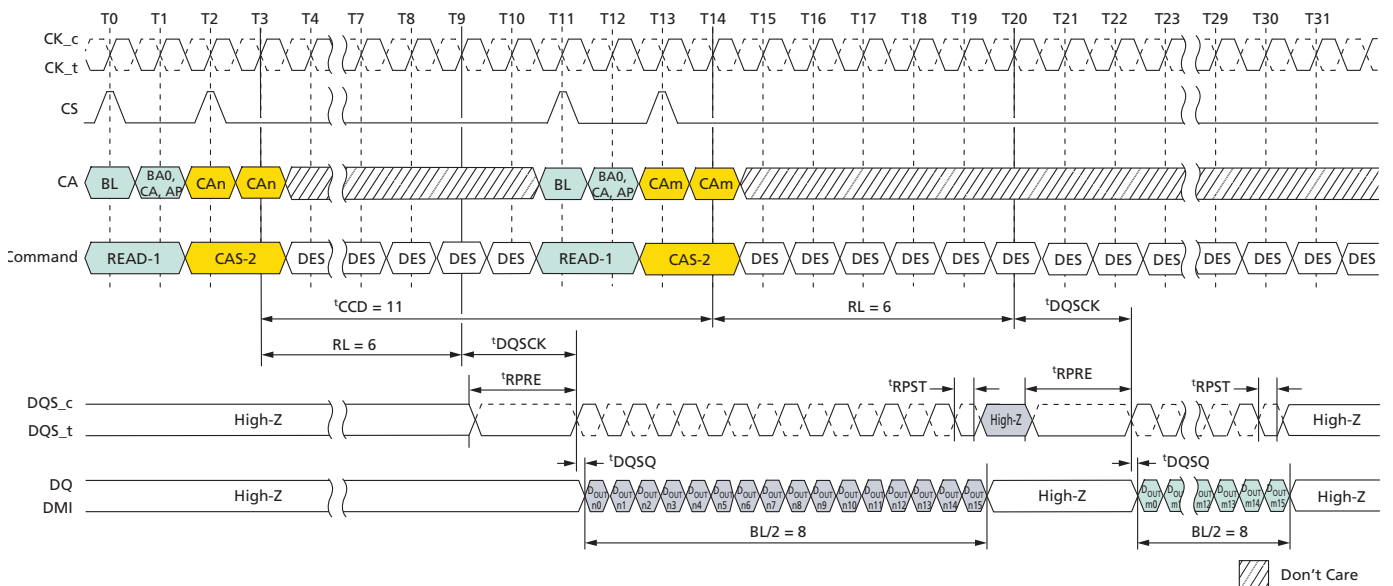 T0 T1 T2 T3 T4 T7 T8 T9 T10 T11 T12 T13 T14 T15 T16 T17 T18 T19 T20 T21 T22 T23 T29 T30 T31
CK_c
CK_t
CS
CA
BL BA0, CA, AP CAn CAn BL BA0, CA, AP CAm CAm
Command READ-1 CAS-2 DES DES DES DES DES READ-1 CAS-2 DES DES DES DES DES DES DES DES DES DES DES DES DES
tCCD = 11 RL = 6 tDQSCK
RL = 6 tDQSCK
tRPRE tRPST tRPRE tRPST
DQS_c
DQS_t
High-Z High-Z High-Z
tDQSQ tDQSQ
DQ
DMI
High-Z DOUT n0 DOUT n1 DOUT n2 DOUT n3 DOUT n4 DOUT n5 DOUT n6 DOUT n7 DOUT n8 DOUT n9 DOUT n10 DOUT n11 DOUT n12 DOUT n13 DOUT n14 DOUT n15 High-Z DOUT m0 DOUT m12 DOUT m13 DOUT m14 DOUT m15 High-Z
BL/2 = 8 BL/2 = 8
Don't Care